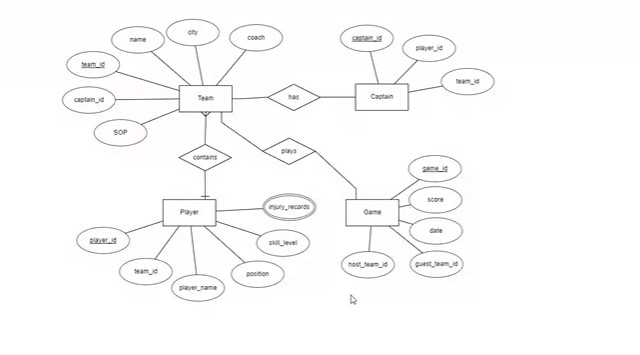 city
name
coach
captain_id
player_id
team_id
team_id
captain_id
Team
has
Captain
SOP
plays
contains
game_id
score
injury_records
Player
Game
date
player_id
skill_level
team_id
position
host_team_id
guest_team_id
player_name